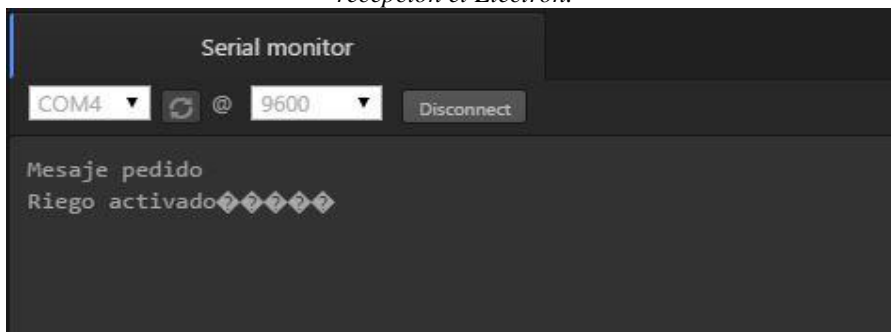 recepción el Electron.
Serial monitor
COM4 @ 9600 Disconnect
Mesaje pedido
Riego activado�����